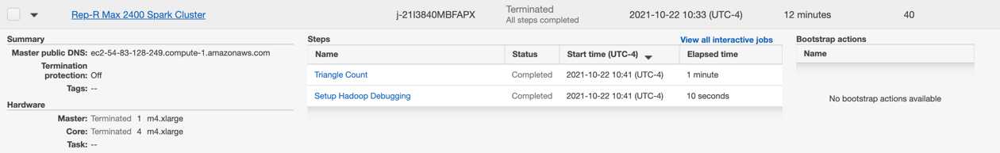 Rep-R Max 2400 Spark Cluster j-21I3840MBFAPX Terminated 2021-10-22 10:33 (UTC-4) 12 minutes 40
All steps completed
Summary
Master public DNS: ec2-54-83-128-249.compute-1.amazonaws.com
Termination
protection: Off
Tags: --
Hardware
Master: Terminated 1 m4.xlarge
Core: Terminated 4 m4.xlarge
Task: --
Steps View all interactive jobs
Name Status Start time (UTC-4) Elapsed time
Triangle Count Completed 2021-10-22 10:41 (UTC-4) 1 minute
Setup Hadoop Debugging Completed 2021-10-22 10:41 (UTC-4) 10 seconds
Bootstrap actions
Name
No bootstrap actions available